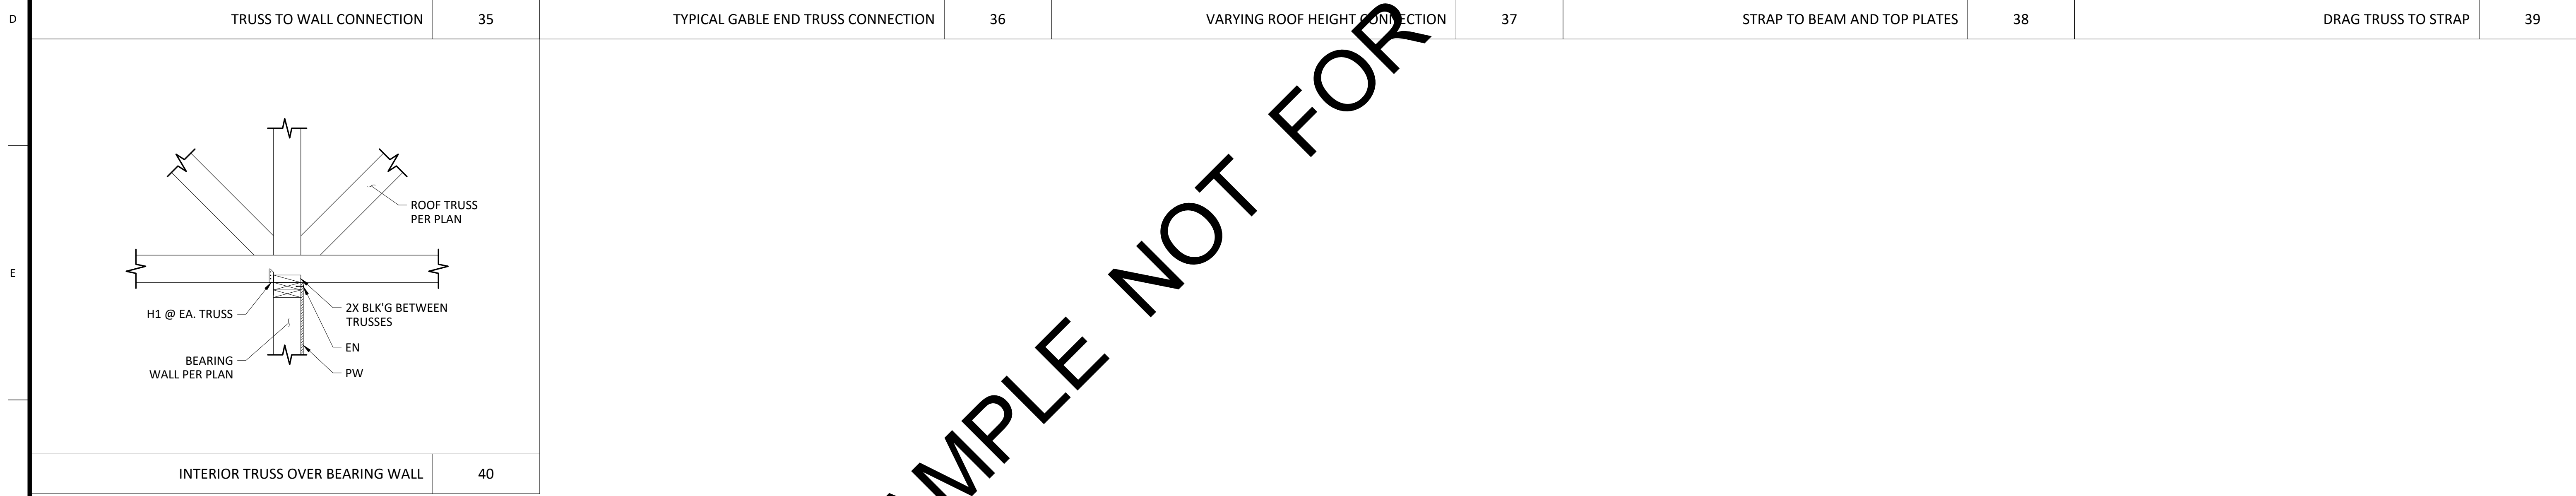 D
TRUSS TO WALL CONNECTION 35
TYPICAL GABLE END TRUSS CONNECTION 36
VARYING ROOF HEIGHT CONNECTION 37
STRAP TO BEAM AND TOP PLATES 38
DRAG TRUSS TO STRAP 39
E
ROOF TRUSS
PER PLAN
H1 @ EA. TRUSS
2X BLK'G BETWEEN
TRUSSES
EN
BEARING
WALL PER PLAN
PW
INTERIOR TRUSS OVER BEARING WALL 40
AMPLE NOT FOR